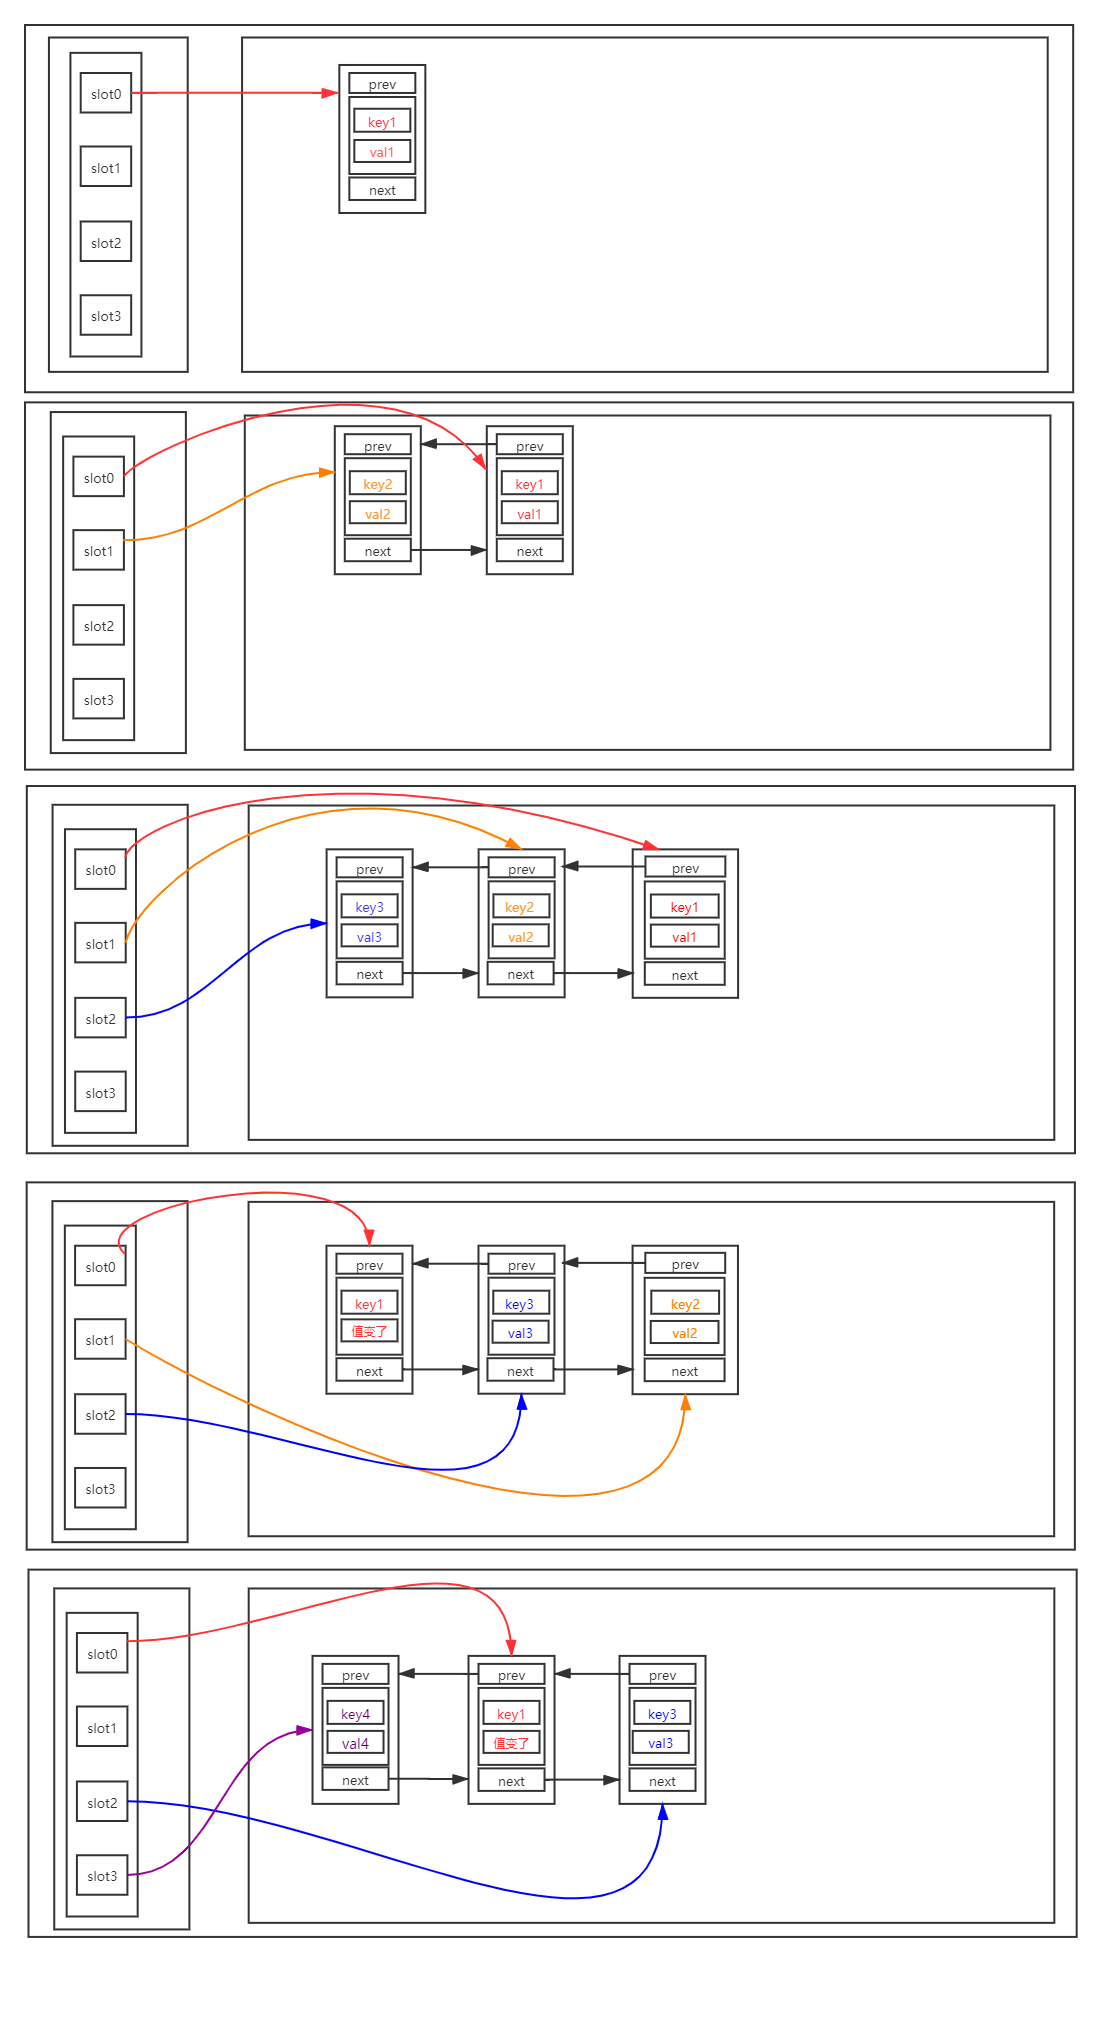 slot0
slot1
slot2
slot3
prev
key1
val1
next
slot0
slot1
slot2
slot3
prev
key2
val2
next
prev
key1
val1
next
slot0
slot1
slot2
slot3
prev
key3
val3
next
prev
key2
val2
next
prev
key1
val1
next
slot0
slot1
slot2
slot3
prev
key1
值变了
next
prev
key3
val3
next
prev
key2
val2
next
slot0
slot1
slot2
slot3
prev
key4
val4
next
prev
key1
值变了
next
prev
key3
val3
next